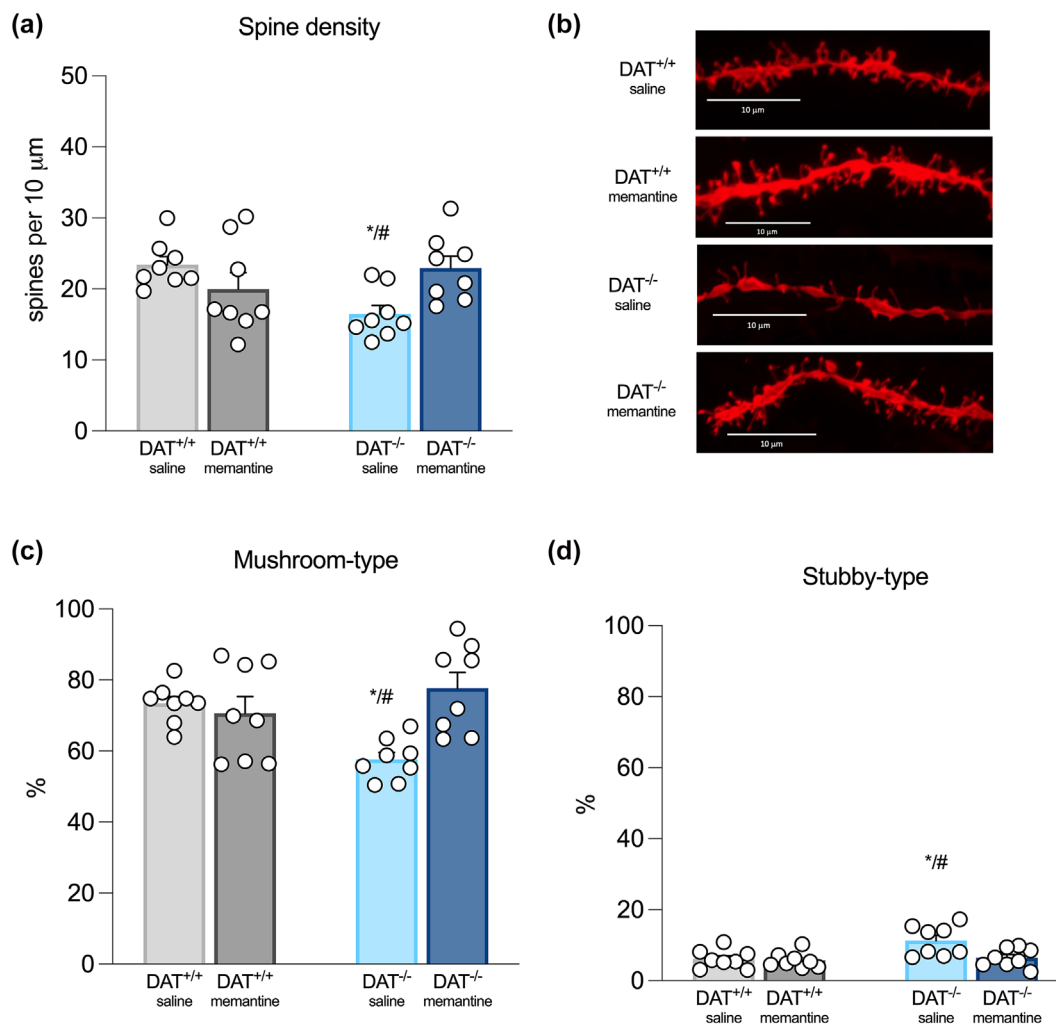 (a)
Spine density
spines per 10 μm
50
40
30
20
10
0
*/#
DAT+/+
saline
DAT+/+
memantine
DAT-/-
saline
DAT-/-
memantine
(b)
DAT+/+
saline
10 μm
DAT+/+
memantine
10 μm
DAT-/-
saline
10 μm
DAT-/-
memantine
10 μm
(c)
Mushroom-type
%
100
80
60
40
20
0
*/#
DAT+/+
saline
DAT+/+
memantine
DAT-/-
saline
DAT-/-
memantine
(d)
Stubby-type
%
100
80
60
40
20
0
*/#
DAT+/+
saline
DAT+/+
memantine
DAT-/-
saline
DAT-/-
memantine